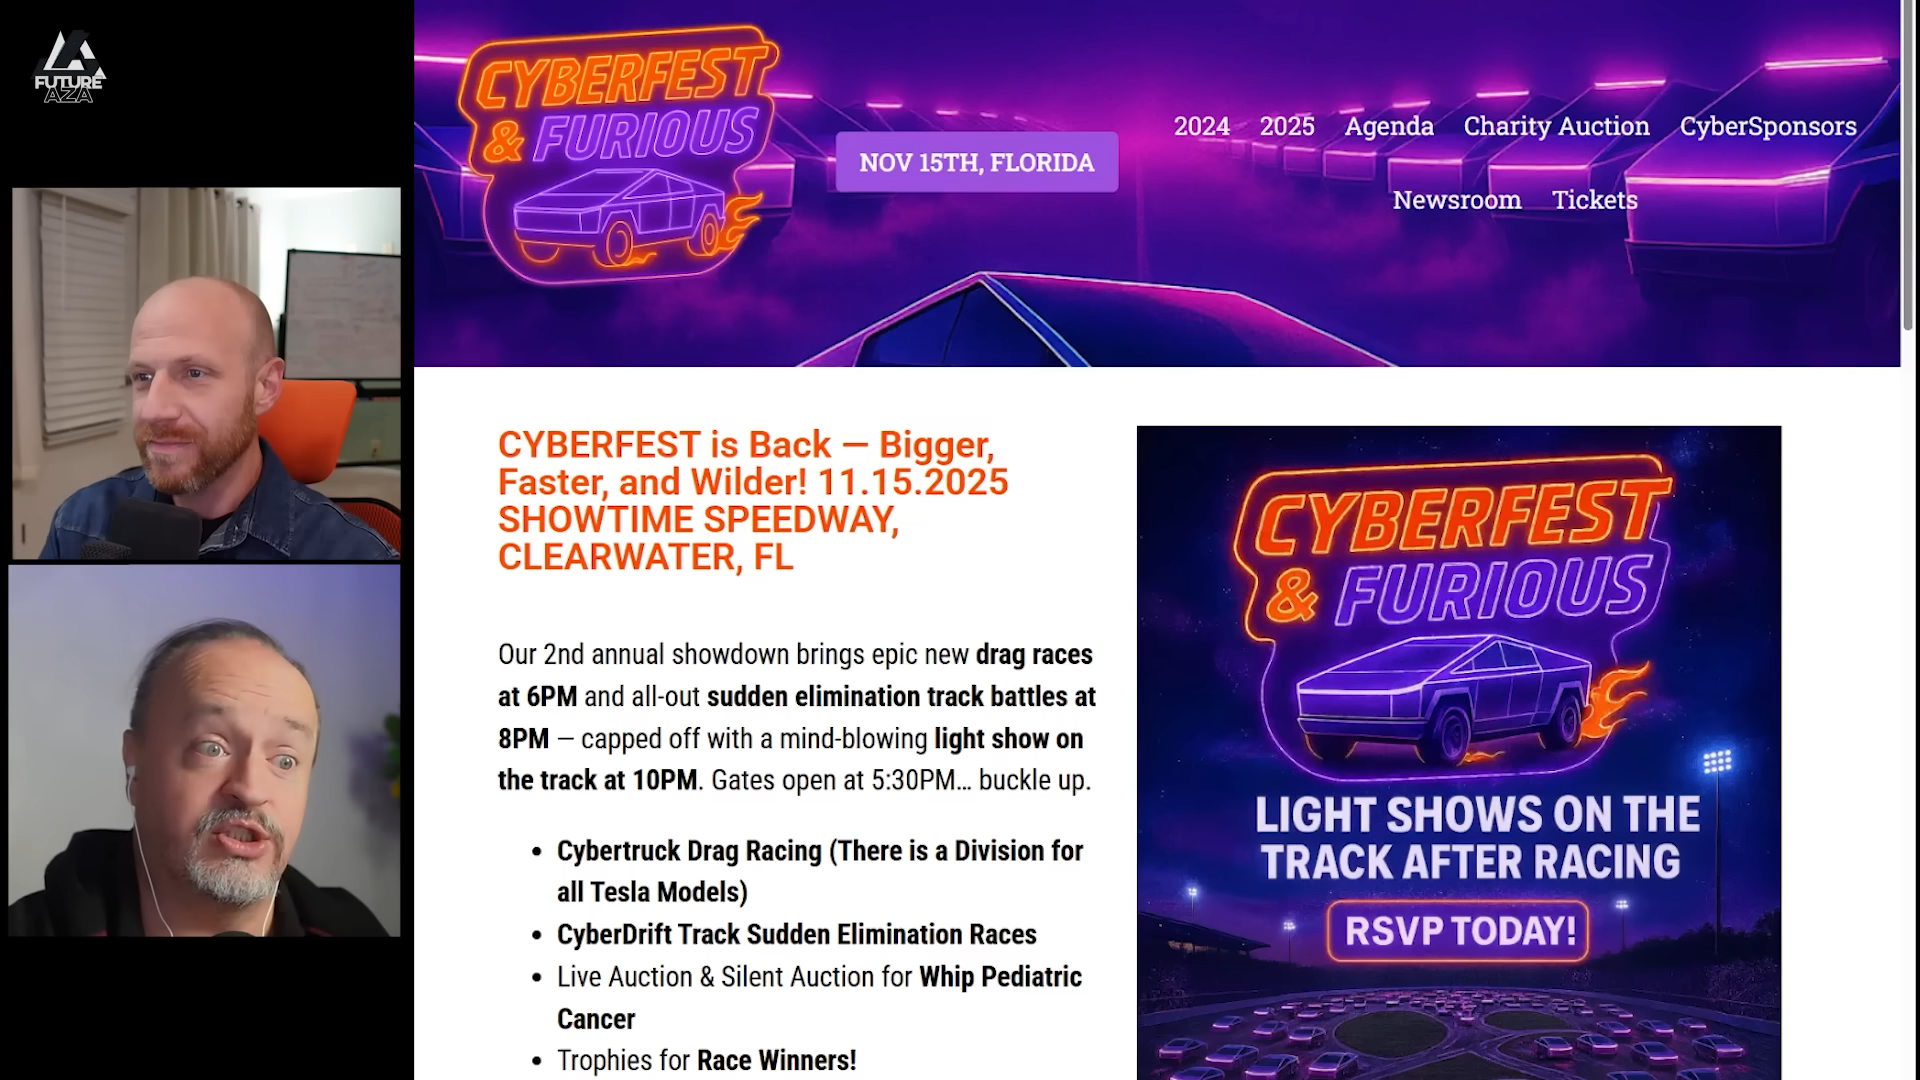 FUTURE
AZA
CYBERFEST
& FURIOUS
NOV 15TH, FLORIDA
2024 2025 Agenda Charity Auction CyberSponsors
Newsroom Tickets
CYBERFEST is Back — Bigger,
Faster, and Wilder! 11.15.2025
SHOWTIME SPEEDWAY,
CLEARWATER, FL
Our 2nd annual showdown brings epic new drag races
at 6PM and all-out sudden elimination track battles at
8PM — capped off with a mind-blowing light show on
the track at 10PM. Gates open at 5:30PM... buckle up.
• Cybertruck Drag Racing (There is a Division for
all Tesla Models)
• CyberDrift Track Sudden Elimination Races
• Live Auction & Silent Auction for Whip Pediatric
Cancer
• Trophies for Race Winners!
CYBERFEST
& FURIOUS
LIGHT SHOWS ON THE
TRACK AFTER RACING
RSVP TODAY!